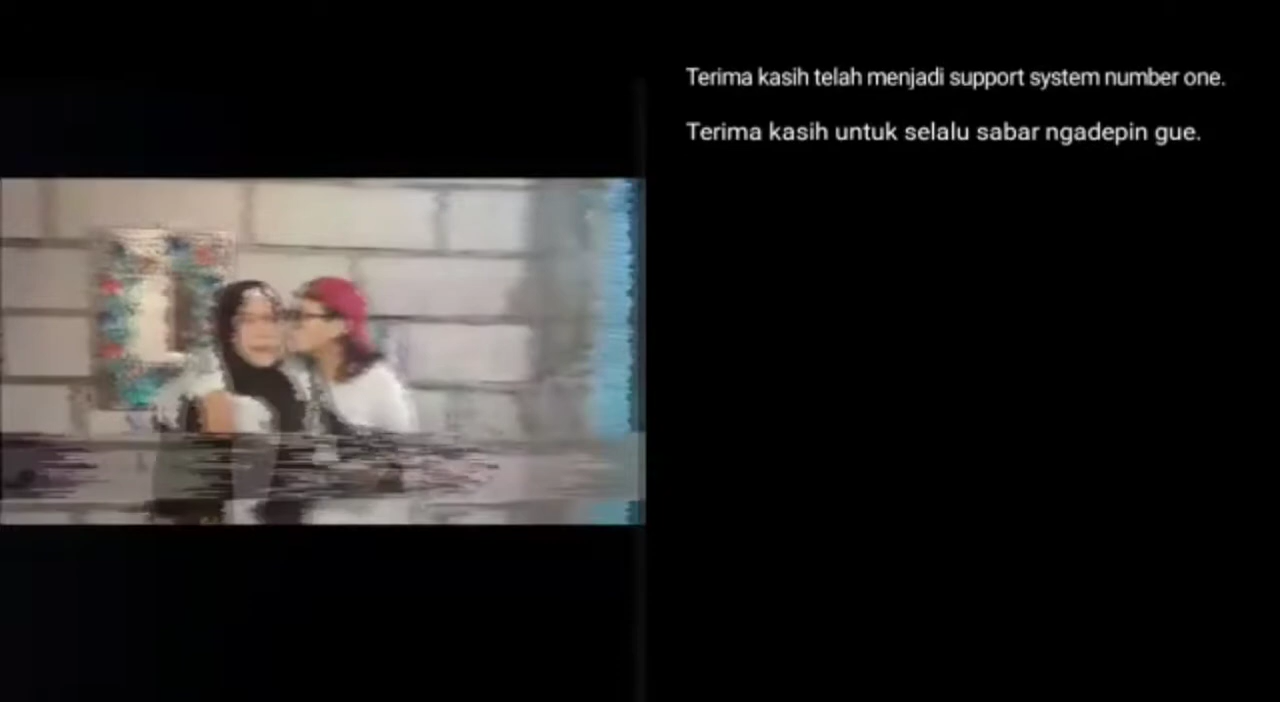 Terima kasih telah menjadi support system number one.
Terima kasih untuk selalu sabar ngadepin gue.